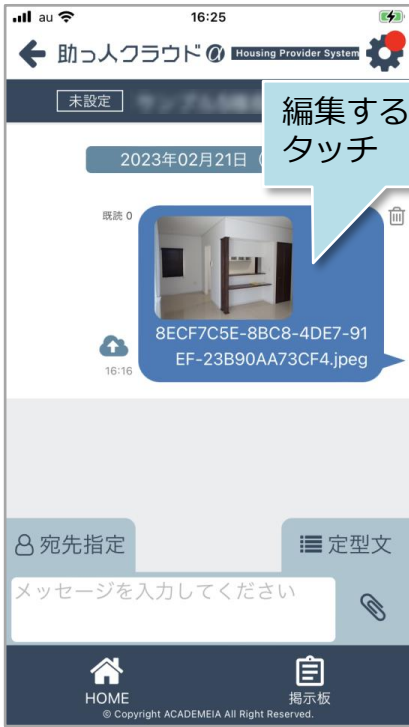 au
16:25
助っ人クラウドα Housing Provider System
未設定
編集する
タッチ
2023年02月21日
既読 0
8ECF7C5E-8BC8-4DE7-91
EF-23B90AA73CF4.jpeg
16:16
宛先指定
定型文
メッセージを入力してください
HOME
掲示板
© Copyright ACADEMEIA All Right Reserved.